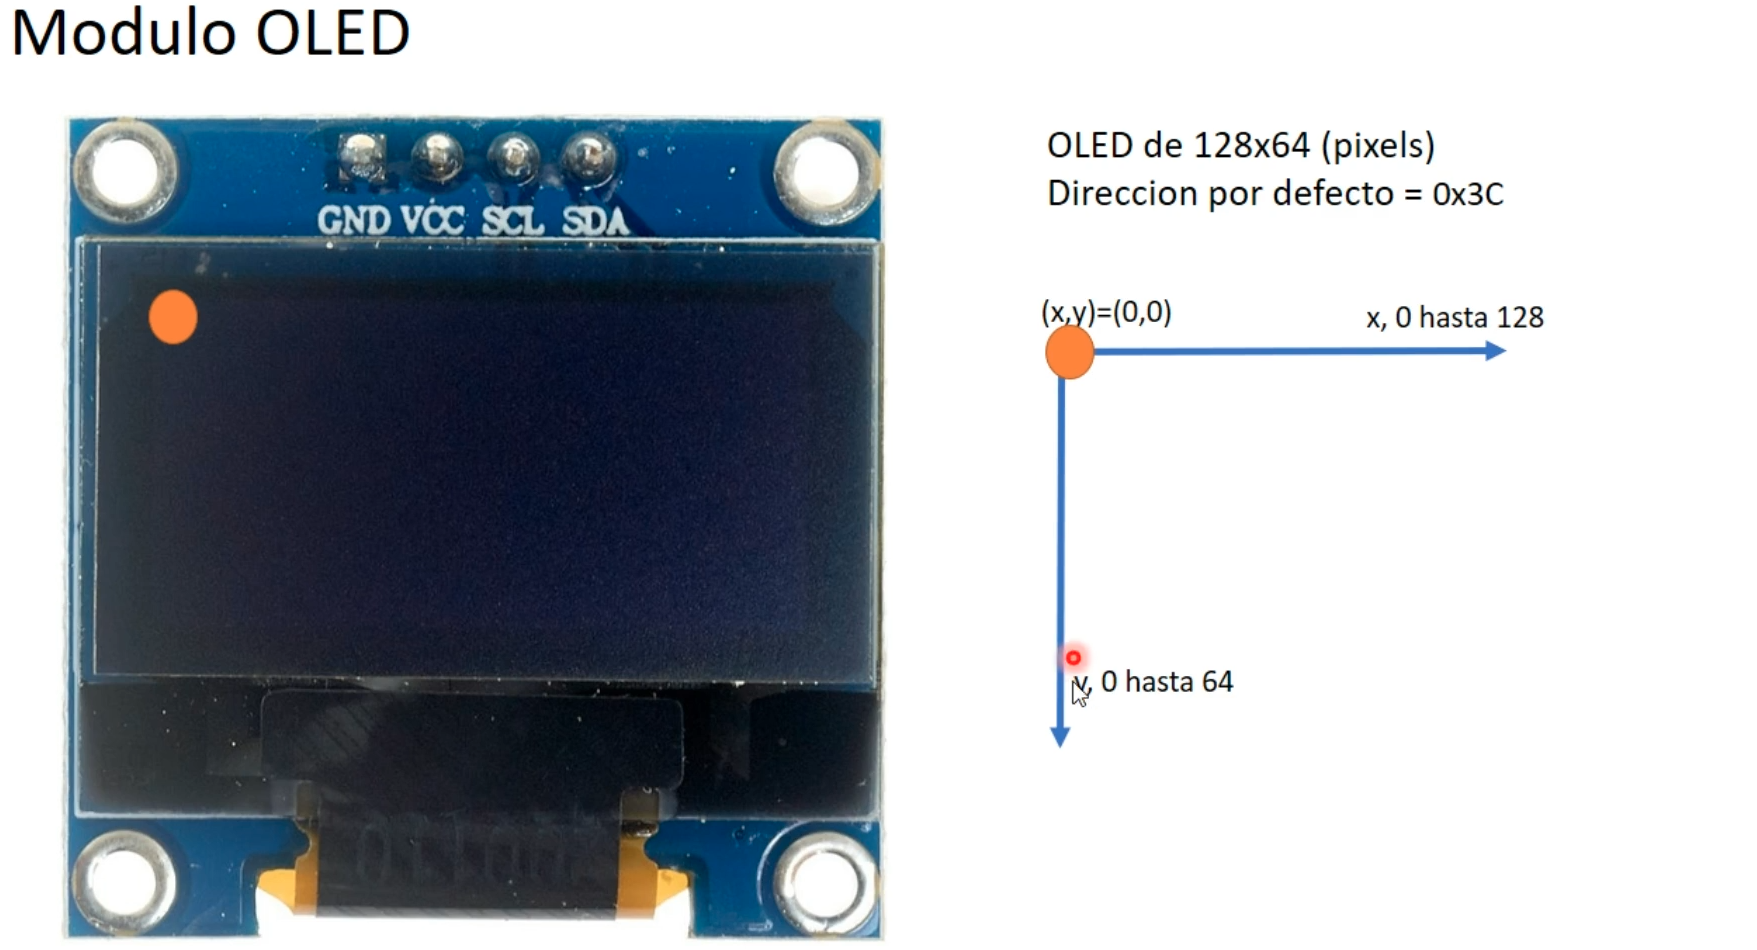 Modulo OLED
GND VCC SCL SDA
OLED de 128x64 (pixels)
Direccion por defecto = 0x3C
(x,y)=(0,0)
x, 0 hasta 128
y, 0 hasta 64